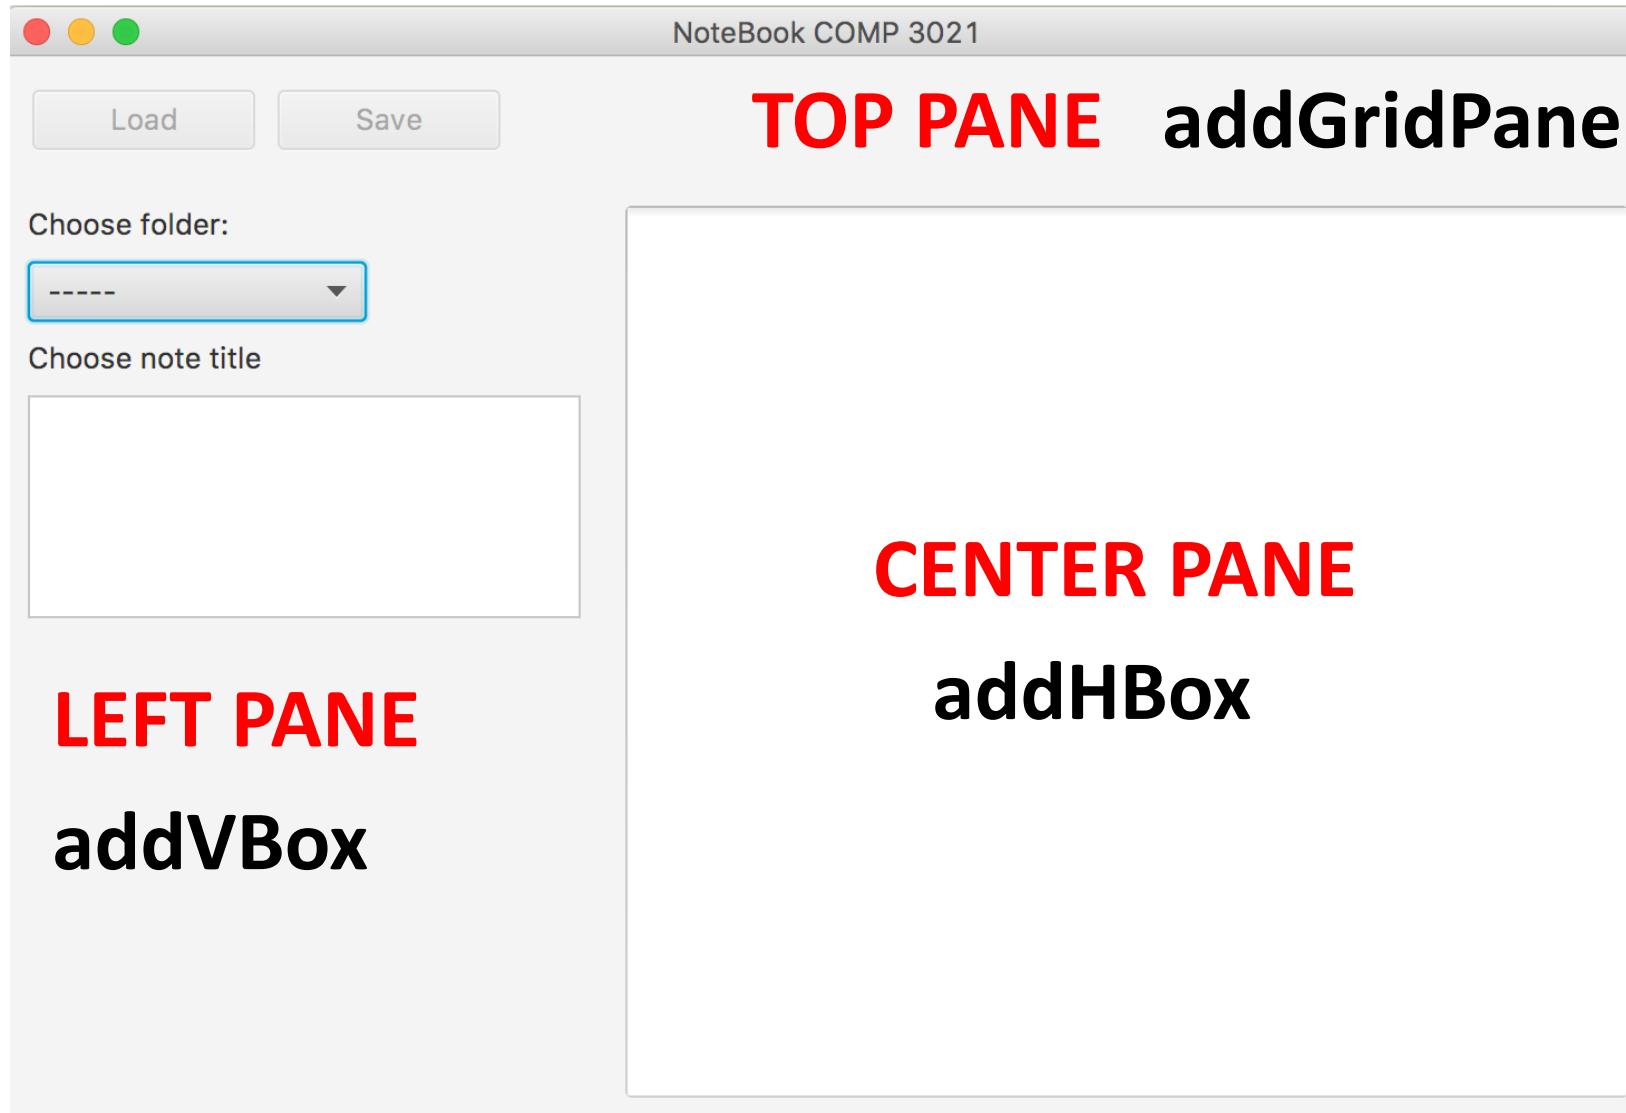 NoteBook COMP 3021
Load Save TOP PANE addGridPane
Choose folder:
-----
Choose note title
CENTER PANE
addHBox
LEFT PANE
addVBox